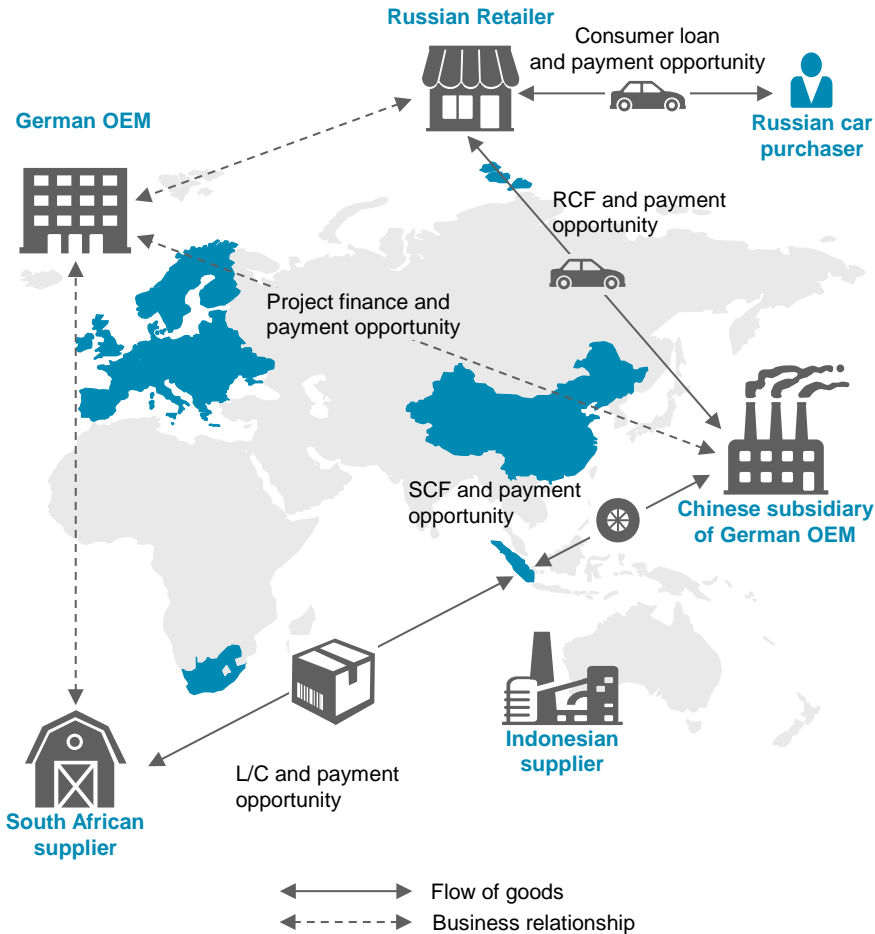 Russian Retailer
Consumer loan
and payment opportunity
German OEM
Russian car
purchaser
RCF and payment
opportunity
Project finance and
payment opportunity
SCF and payment
opportunity
Chinese subsidiary
of German OEM
Indonesian
supplier
L/C and payment
opportunity
South African
supplier
Flow of goods
Business relationship